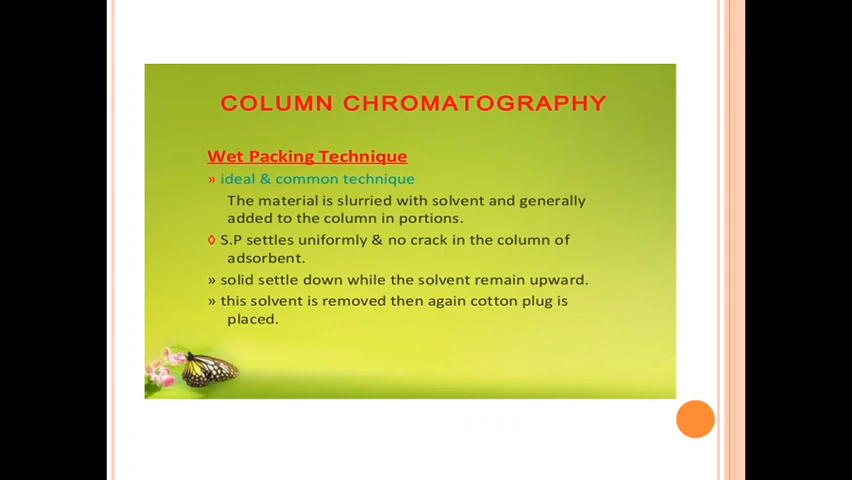 COLUMN CHROMATOGRAPHY
Wet Packing Technique
» ideal & common technique
The material is slurried with solvent and generally
added to the column in portions.
◊ S.P settles uniformly & no crack in the column of
adsorbent.
» solid settle down while the solvent remain upward.
» this solvent is removed then again cotton plug is
placed.